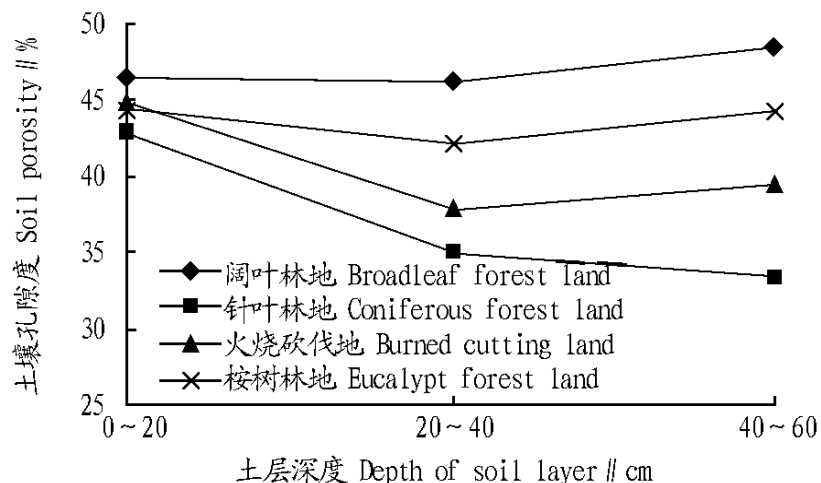 土壤孔隙度 Soil porosity∥%
50
45
40
35
30
25
阔叶林地 Broadleaf forest land
针叶林地 Coniferous forest land
火烧砍伐地 Burned cutting land
桉树林地 Eucalypt forest land
0~20
20~40
40~60
土层深度 Depth of soil layer∥cm